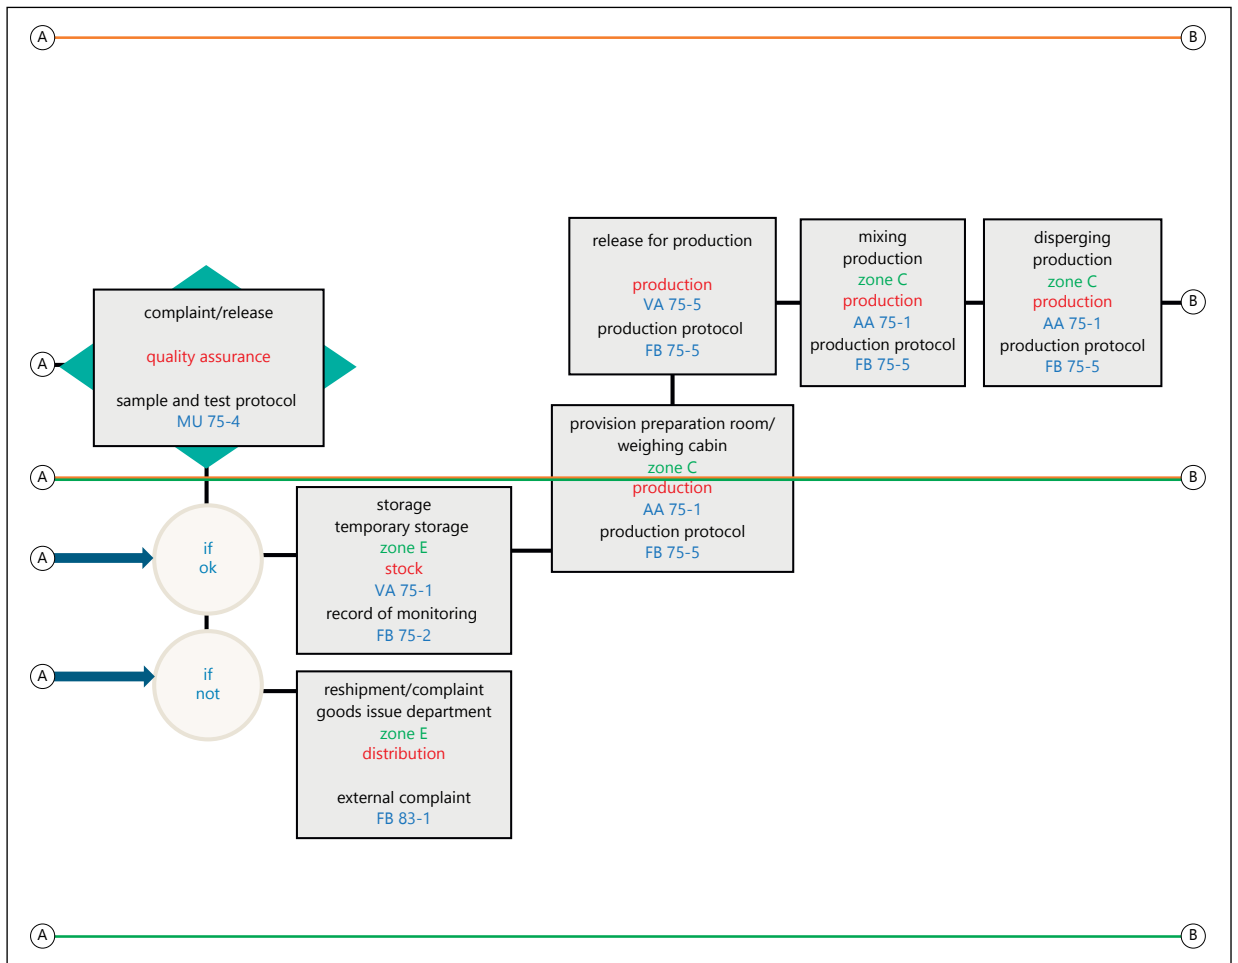 A
B
release for production
production
VA 75-5
production protocol
FB 75-5
mixing
production
zone C
production
AA 75-1
production protocol
FB 75-5
disperging
production
zone C
production
AA 75-1
production protocol
FB 75-5
B
A
complaint/release
quality assurance
sample and test protocol
MU 75-4
provision preparation room/
weighing cabin
zone C
production
AA 75-1
production protocol
FB 75-5
A
B
A
if
ok
storage
temporary storage
zone E
stock
VA 75-1
record of monitoring
FB 75-2
A
if
not
reshipment/complaint
goods issue department
zone E
distribution
external complaint
FB 83-1
A
B